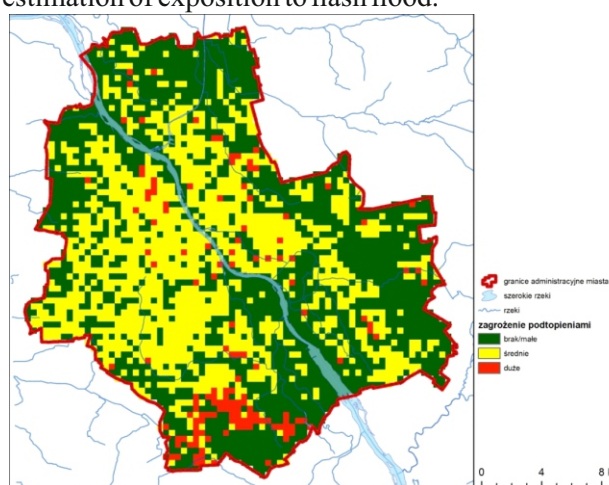 estimation of exposition to flash flood.
granice administracyjne miasta
szerokie rzeki
rzeki
zagrożenie podtopieniami
brak/małe
średnie
duże
0 4 8